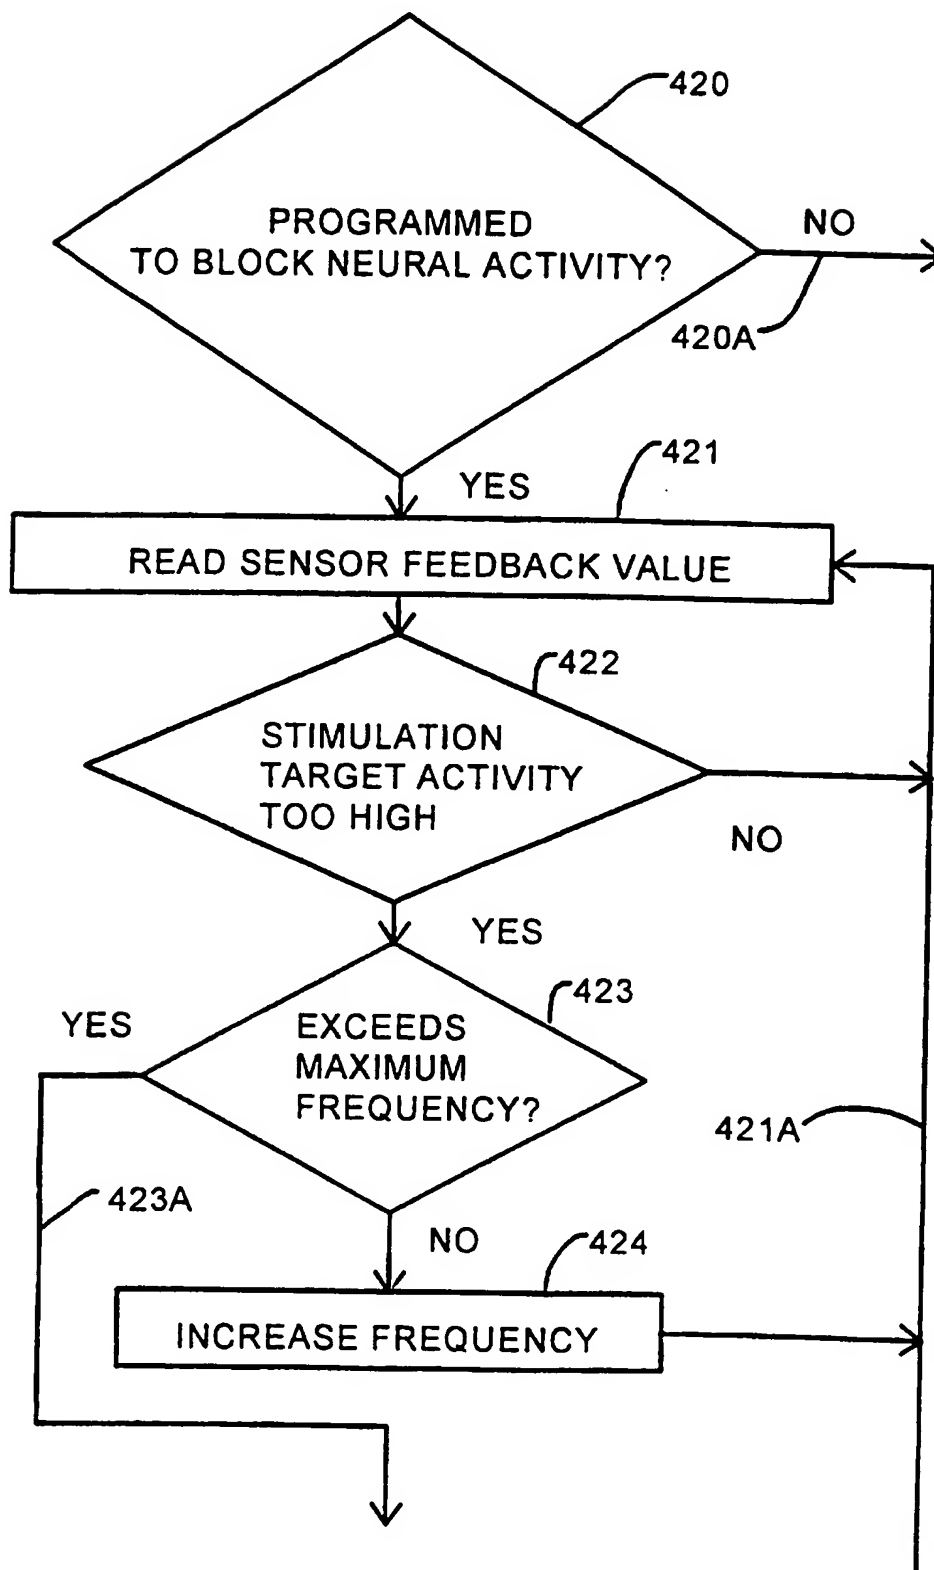 420
PROGRAMMED
TO BLOCK NEURAL ACTIVITY?
NO
420A
421
YES
READ SENSOR FEEDBACK VALUE
422
STIMULATION
TARGET ACTIVITY
TOO HIGH
NO
YES
423
YES
EXCEEDS
MAXIMUM
FREQUENCY?
421A
423A
NO
424
INCREASE FREQUENCY